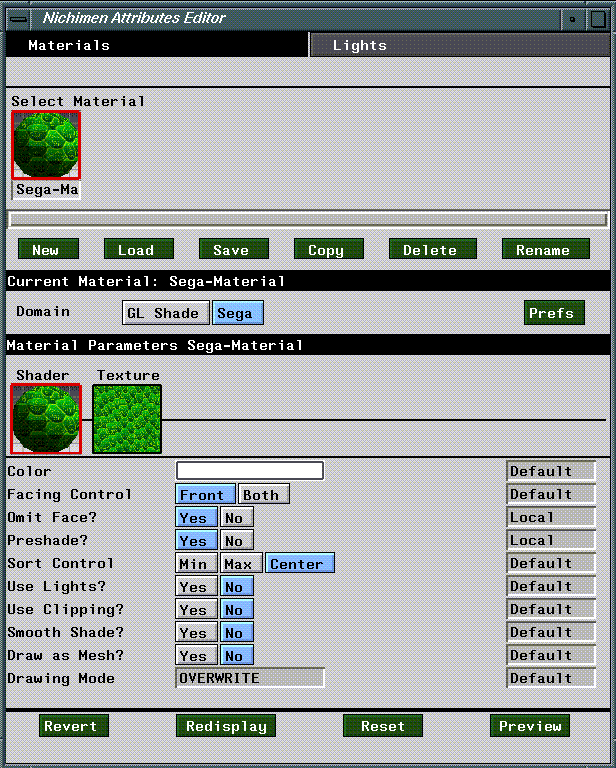 Nichimen Attributes Editor
Materials Lights
Select Material
Sega-Ma
New Load Save Copy Delete Rename
Current Material: Sega-Material
Domain GL Shade Sega Prefs
Material Parameters Sega-Material
Shader Texture
Color Default
Facing Control Front Both Default
Omit Face? Yes No Local
Preshade? Yes No Local
Sort Control Min Max Center Default
Use Lights? Yes No Default
Use Clipping? Yes No Default
Smooth Shade? Yes No Default
Draw as Mesh? Yes No Default
Drawing Mode OVERWRITE Default
Revert Redisplay Reset Preview